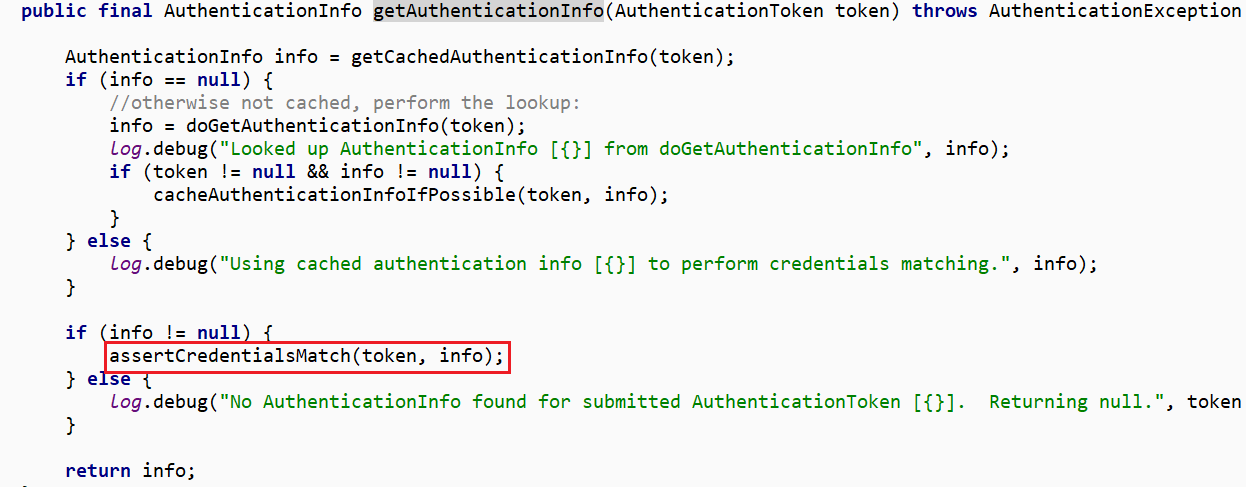 public final AuthenticationInfo getAuthenticationInfo(AuthenticationToken token) throws AuthenticationException
AuthenticationInfo info = getCachedAuthenticationInfo(token);
if (info == null) {
//otherwise not cached, perform the lookup:
info = doGetAuthenticationInfo(token);
log.debug("Looked up AuthenticationInfo [{}] from doGetAuthenticationInfo", info);
if (token != null && info != null) {
cacheAuthenticationInfoIfPossible(token, info);
}
} else {
log.debug("Using cached authentication info [{}] to perform credentials matching.", info);
}
if (info != null) {
assertCredentialsMatch(token, info);
} else {
log.debug("No AuthenticationInfo found for submitted AuthenticationToken [{}].  Returning null.", token
}
return info;